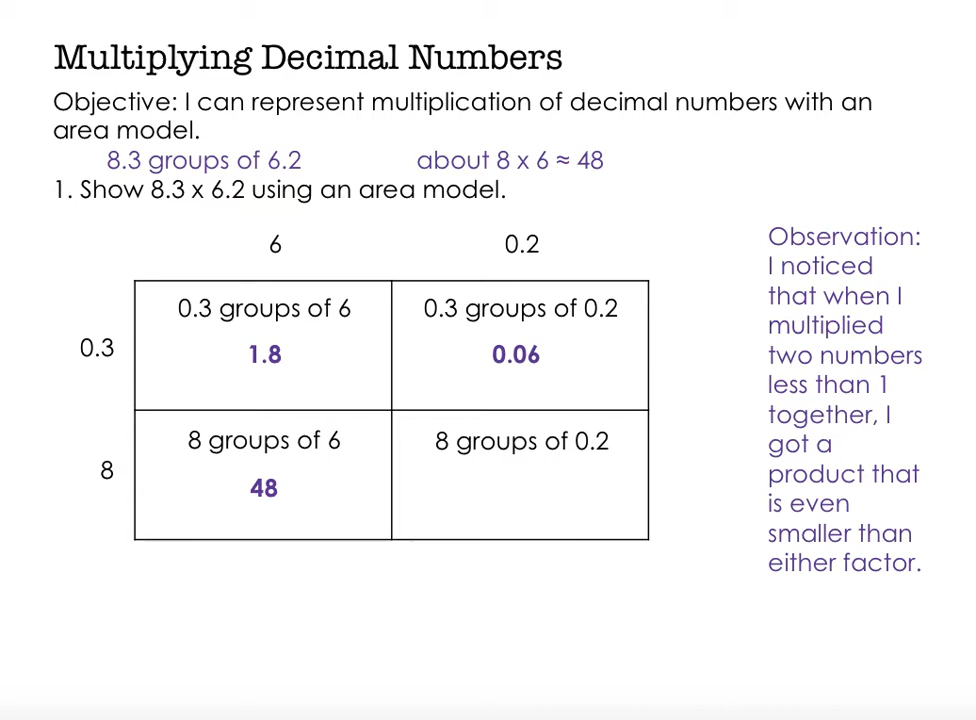 Multiplying Decimal Numbers
Objective: I can represent multiplication of decimal numbers with an
area model.
8.3 groups of 6.2 about 8 x 6 ≈ 48
1. Show 8.3 x 6.2 using an area model.
6 0.2
0.3 groups of 6 0.3 groups of 0.2
0.3
1.8 0.06
8 groups of 6 8 groups of 0.2
8
48
Observation:
I noticed
that when I
multiplied
two numbers
less than 1
together, I
got a
product that
is even
smaller than
either factor.